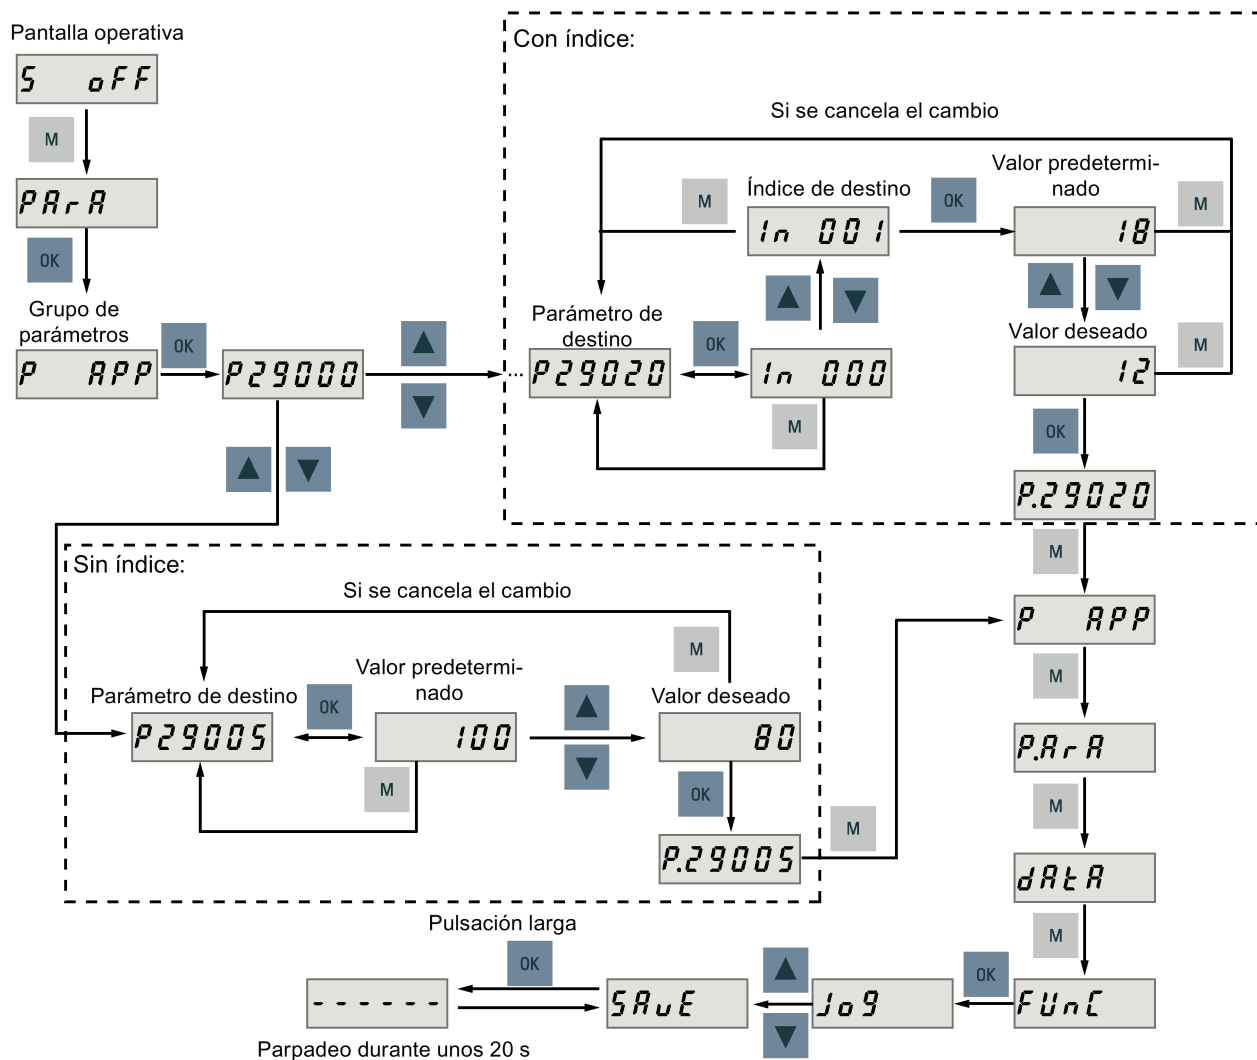 Pantalla operativa
S oFF
M
PArA
OK
Grupo de
parámetros
P APP
OK
P29000
Con índice:
Si se cancela el cambio
M
Índice de destino
In 001
OK
Valor predetermi-
nado
18
M
Parámetro de
destino
...
P29020
OK
In 000
M
Valor deseado
12
M
OK
P.29020
M
P APP
M
P.ArA
M
dAtA
M
FUnC
Sin índice:
Si se cancela el cambio
M
Parámetro de destino
P29005
OK
Valor predetermi-
nado
100
M
Valor deseado
80
OK
P.29005
M
OK
Jog
SAvE
Pulsación larga
OK
- - - - - -
Parpadeo durante unos 20 s